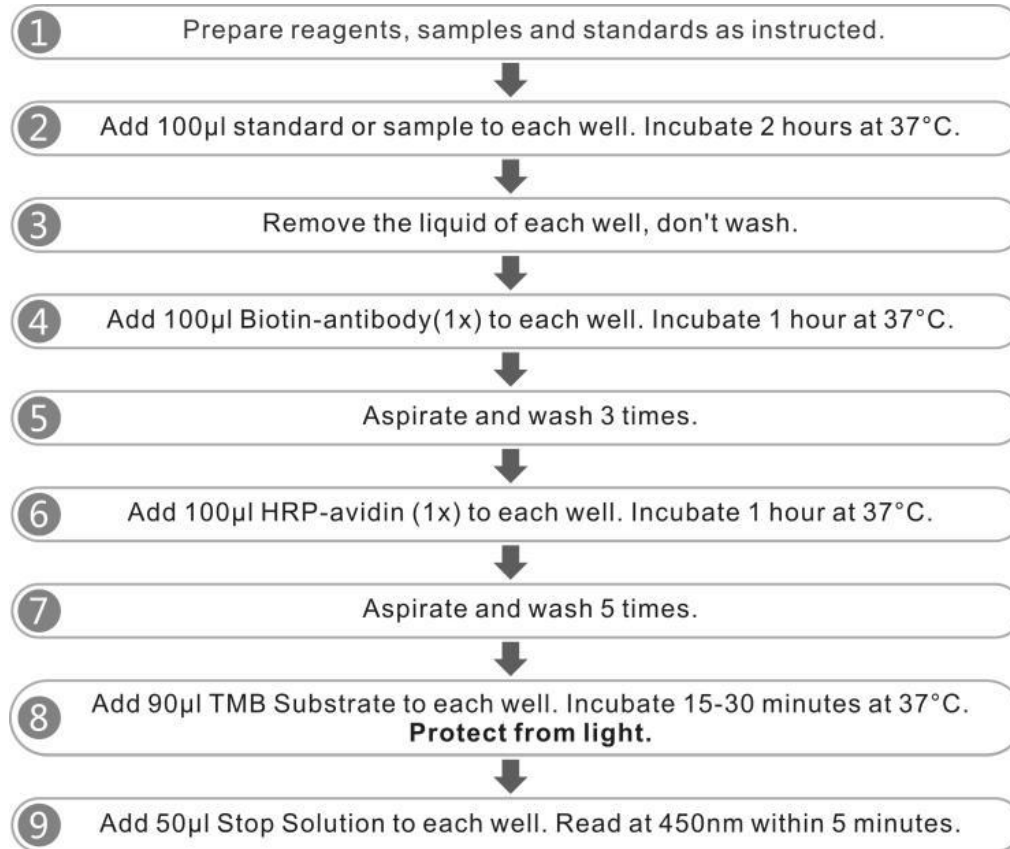 1 Prepare reagents, samples and standards as instructed.
2 Add 100μl standard or sample to each well. Incubate 2 hours at 37°C.
3 Remove the liquid of each well, don't wash.
4 Add 100μl Biotin-antibody(1x) to each well. Incubate 1 hour at 37°C.
5 Aspirate and wash 3 times.
6 Add 100μl HRP-avidin (1x) to each well. Incubate 1 hour at 37°C.
7 Aspirate and wash 5 times.
8 Add 90μl TMB Substrate to each well. Incubate 15-30 minutes at 37°C.
Protect from light.
9 Add 50μl Stop Solution to each well. Read at 450nm within 5 minutes.